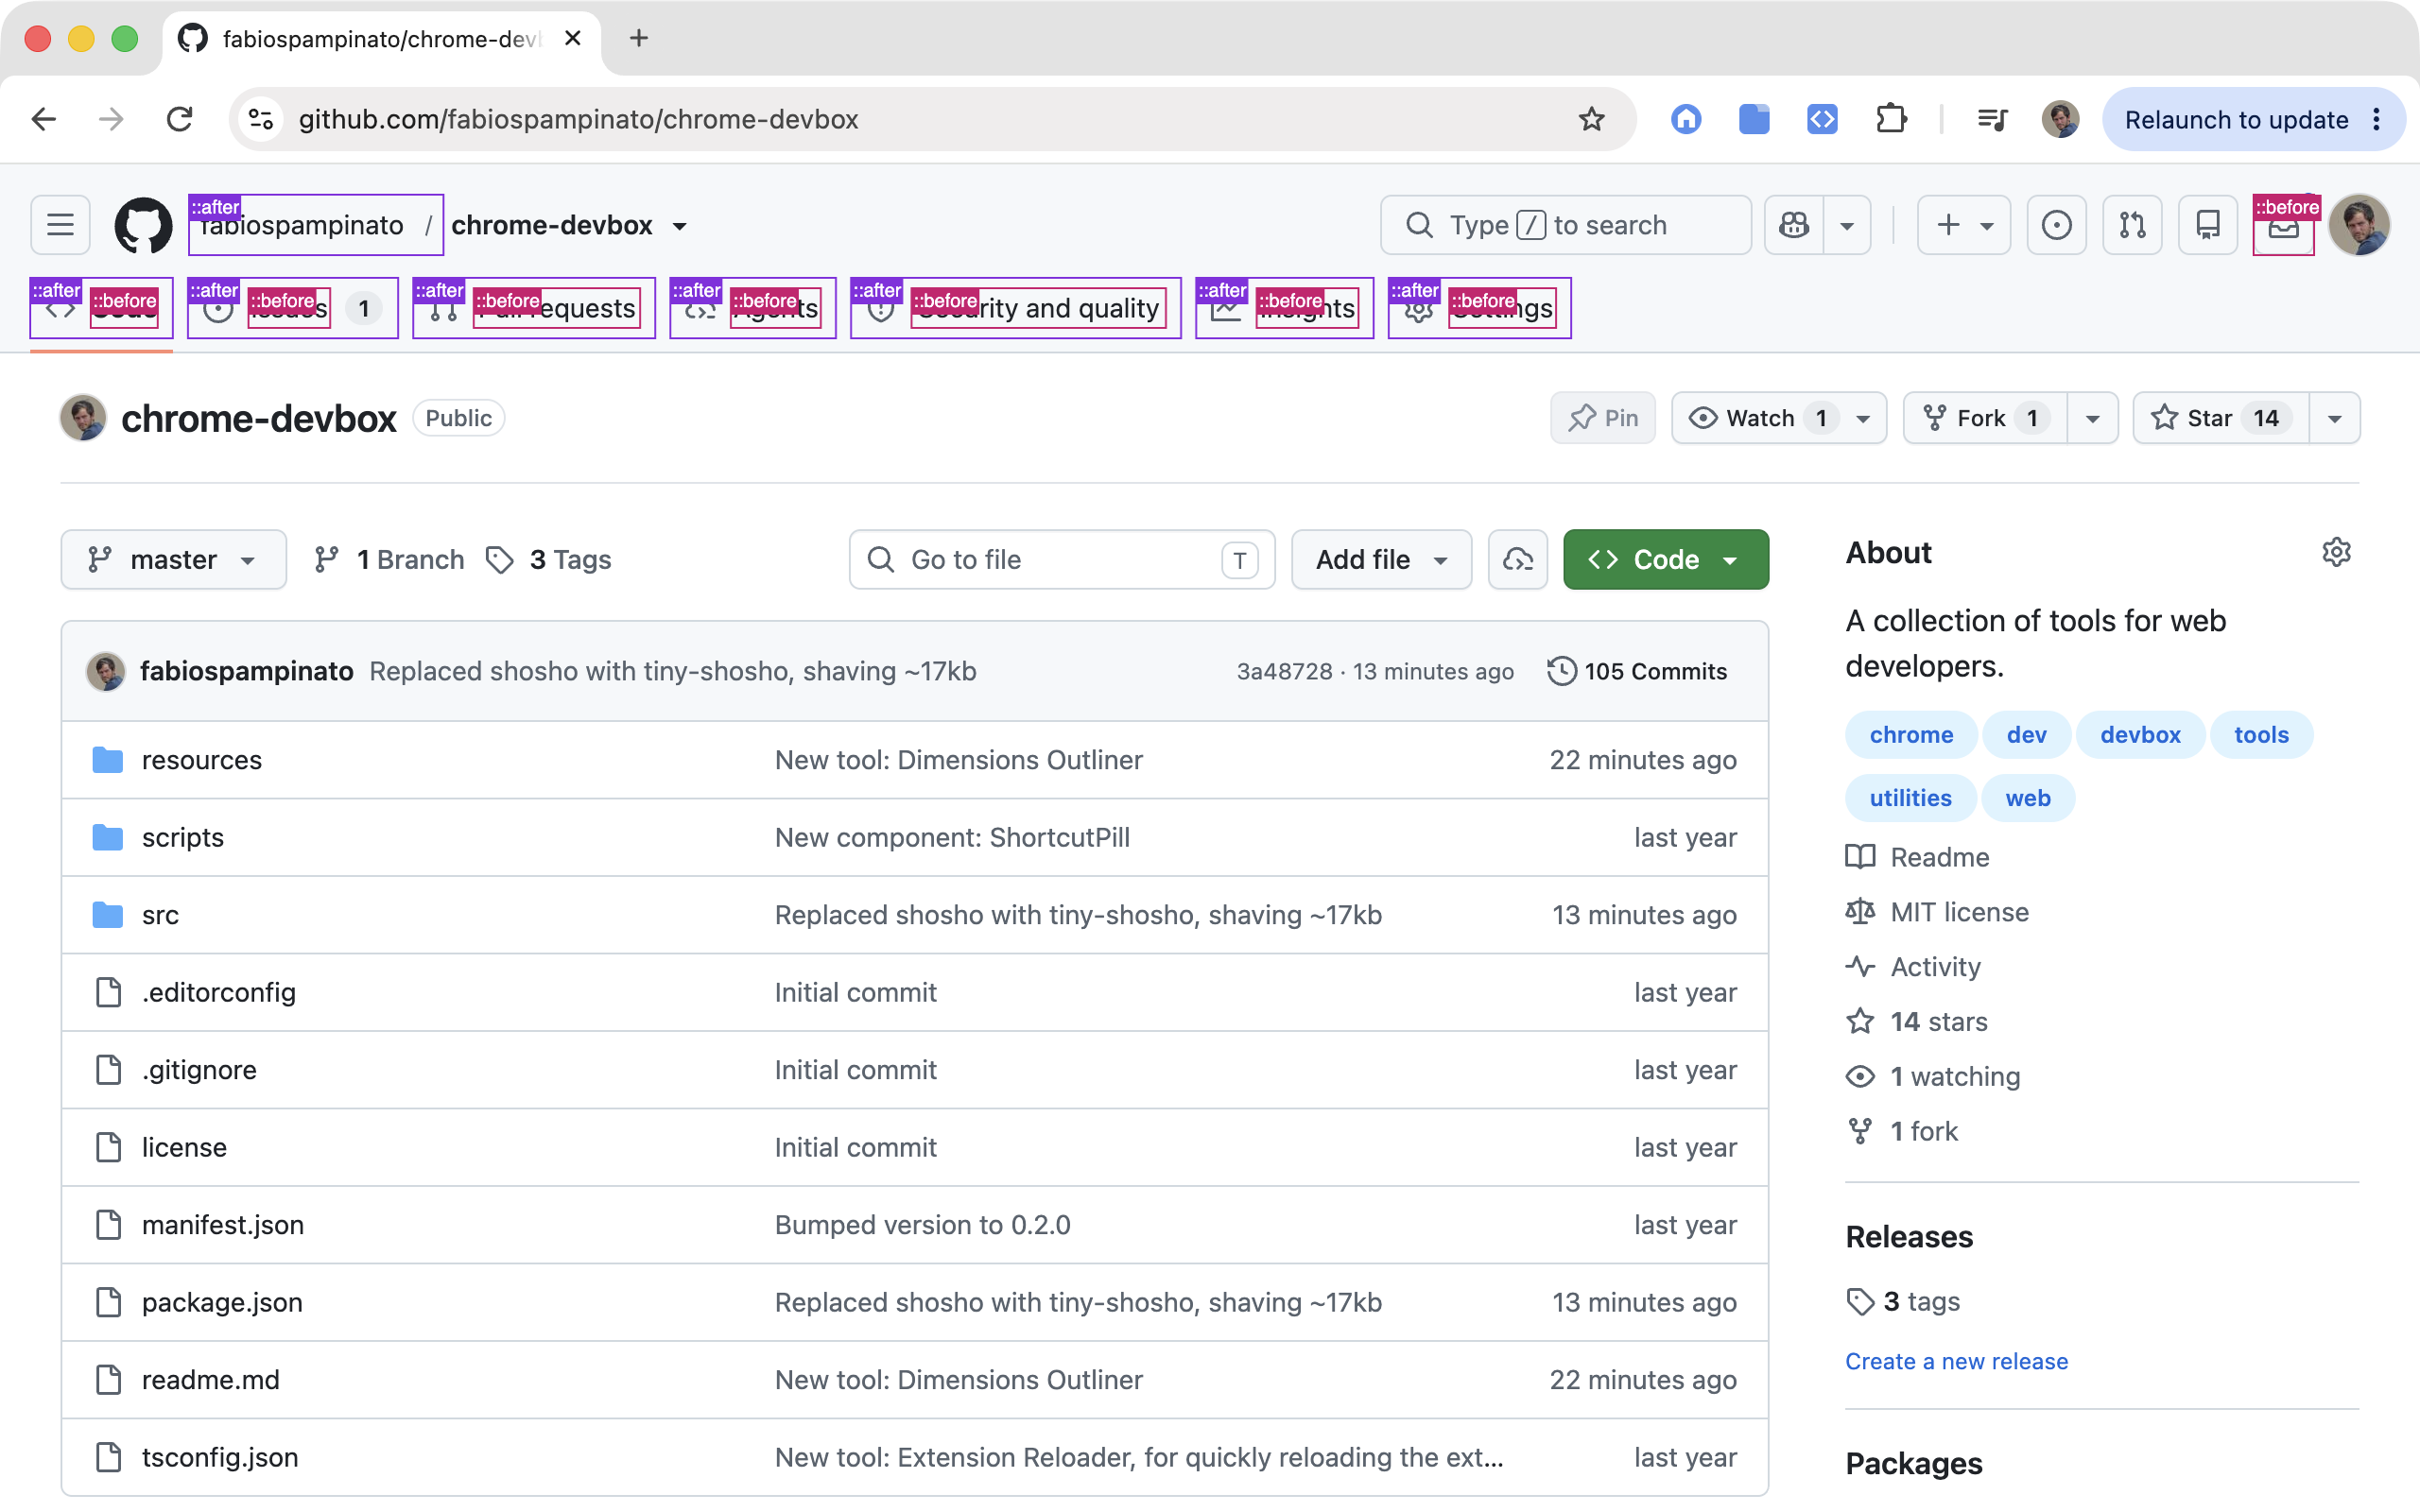 fabiospampinato/chrome-dev
github.com/fabiospampinato/chrome-devbox
Relaunch to update
::after
fabiospampinato / chrome-devbox
Type / to search
::before
::after ::before
::after ::before 1
::after ::before requests
::after ::before
::after ::before rity and quality
::after ::before
::after ::before
chrome-devbox Public
Pin
Watch 1
Fork 1
Star 14
master
1 Branch
3 Tags
Go to file T
Add file
Code
fabiospampinato Replaced shosho with tiny-shosho, shaving ~17kb 3a48728 · 13 minutes ago 105 Commits
resources New tool: Dimensions Outliner 22 minutes ago
scripts New component: ShortcutPill last year
src Replaced shosho with tiny-shosho, shaving ~17kb 13 minutes ago
.editorconfig Initial commit last year
.gitignore Initial commit last year
license Initial commit last year
manifest.json Bumped version to 0.2.0 last year
package.json Replaced shosho with tiny-shosho, shaving ~17kb 13 minutes ago
readme.md New tool: Dimensions Outliner 22 minutes ago
tsconfig.json New tool: Extension Reloader, for quickly reloading the ext... last year
About
A collection of tools for web
developers.
chrome dev devbox tools
utilities web
Readme
MIT license
Activity
14 stars
1 watching
1 fork
Releases
3 tags
Create a new release
Packages